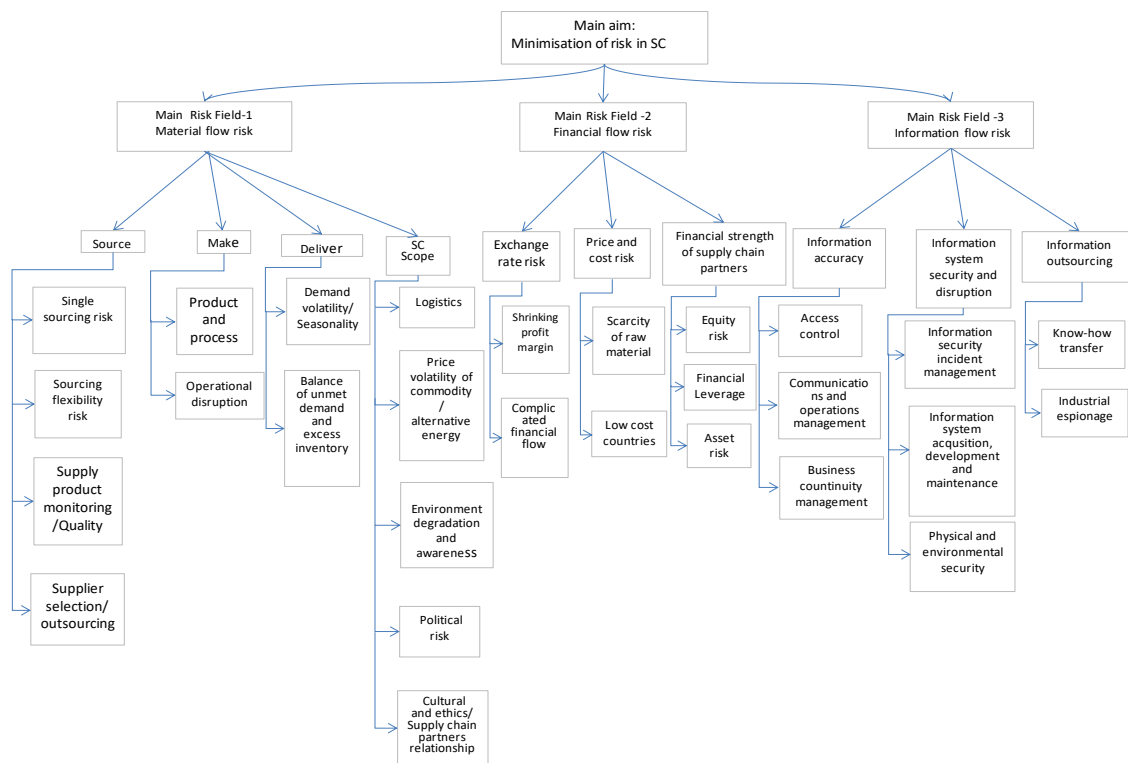 Main aim:
Minimisation of risk in SC
Main Risk Field-1
Material flow risk
Main Risk Field -2
Financial flow risk
Main Risk Field -3
Information flow risk
Source
Make
Deliver
SC
Scope
Exchange
rate risk
Price and
cost risk
Financial strength
of supply chain
partners
Information
accuracy
Information
system
security and
disruption
Information
outsourcing
Single
sourcing risk
Sourcing
flexibility
risk
Supply
product
monitoring
/Quality
Supplier
selection/
outsourcing
Product
and
process
Operational
disruption
Demand
volatility/
Seasonality
Balance
of unmet
demand
and
excess
inventory
Logistics
Price
volatility of
commodity
/
alternative
energy
Environment
degradation
and
awareness
Political
risk
Cultural
and ethics/
Supply chain
partners
relationship
Shrinking
profit
margin
Complic
ated
financial
flow
Scarcity
of raw
material
Low cost
countries
Equity
risk
Financial
Leverage
Asset
risk
Access
control
Communicatio
ns and
operations
management
Business
countinuity
management
Information
security
incident
management
Information
system
acqusition,
development
and
maintenance
Physical and
environmental
security
Know-how
transfer
Industrial
espionage